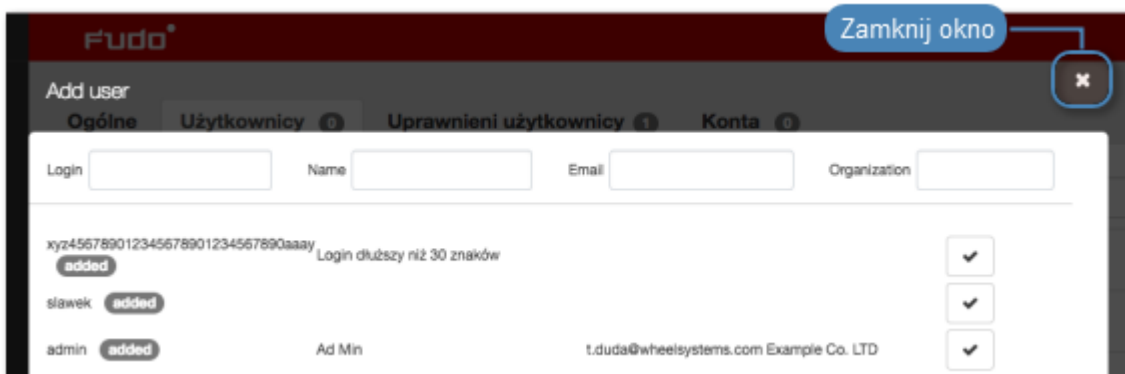 Fudo
Zamknij okno
Add user
Ogólne Użytkownicy 0 Uprawnieni użytkownicy 1 Konta 0
Login Name Email Organization
xyz456789012345678901234567890aaay Login dłuższy niż 30 znaków
added
slawek added
admin added Ad Min t.duda@wheelsystems.com Example Co. LTD